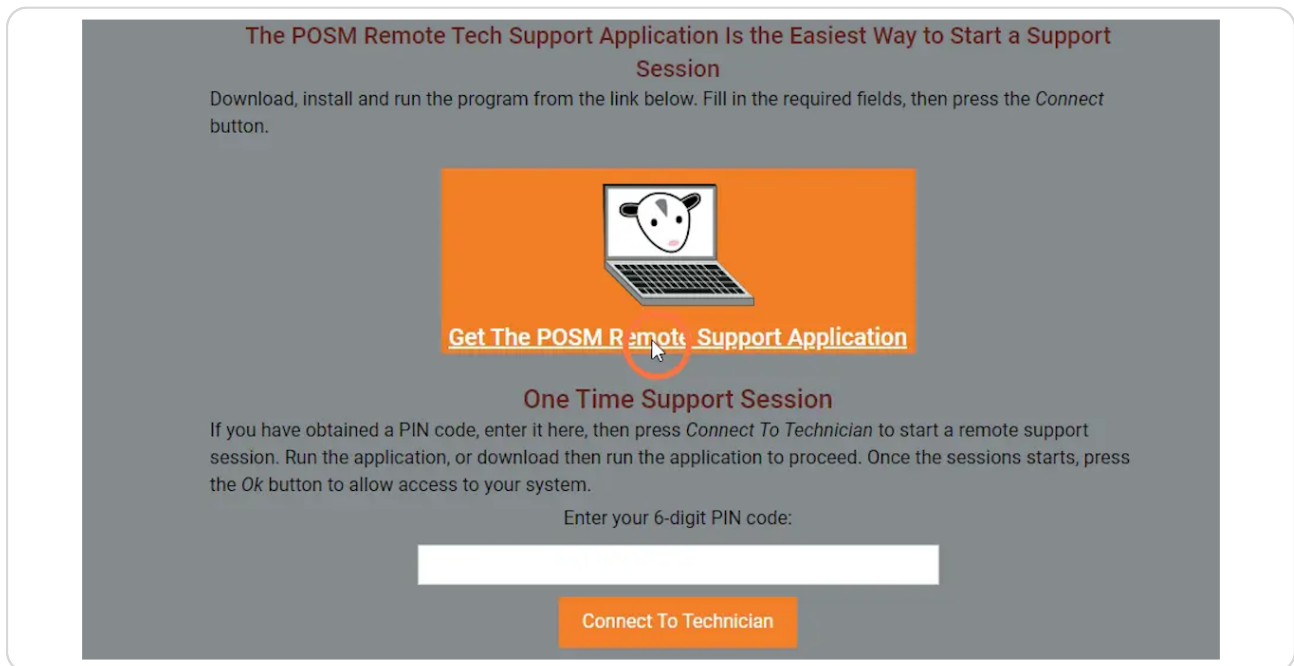 The POSM Remote Tech Support Application Is the Easiest Way to Start a Support
Session
Download, install and run the program from the link below. Fill in the required fields, then press the Connect
button.
Get The POSM Remote Support Application
One Time Support Session
If you have obtained a PIN code, enter it here, then press Connect To Technician to start a remote support
session. Run the application, or download then run the application to proceed. Once the sessions starts, press
the Ok button to allow access to your system.
Enter your 6-digit PIN code:
Connect To Technician